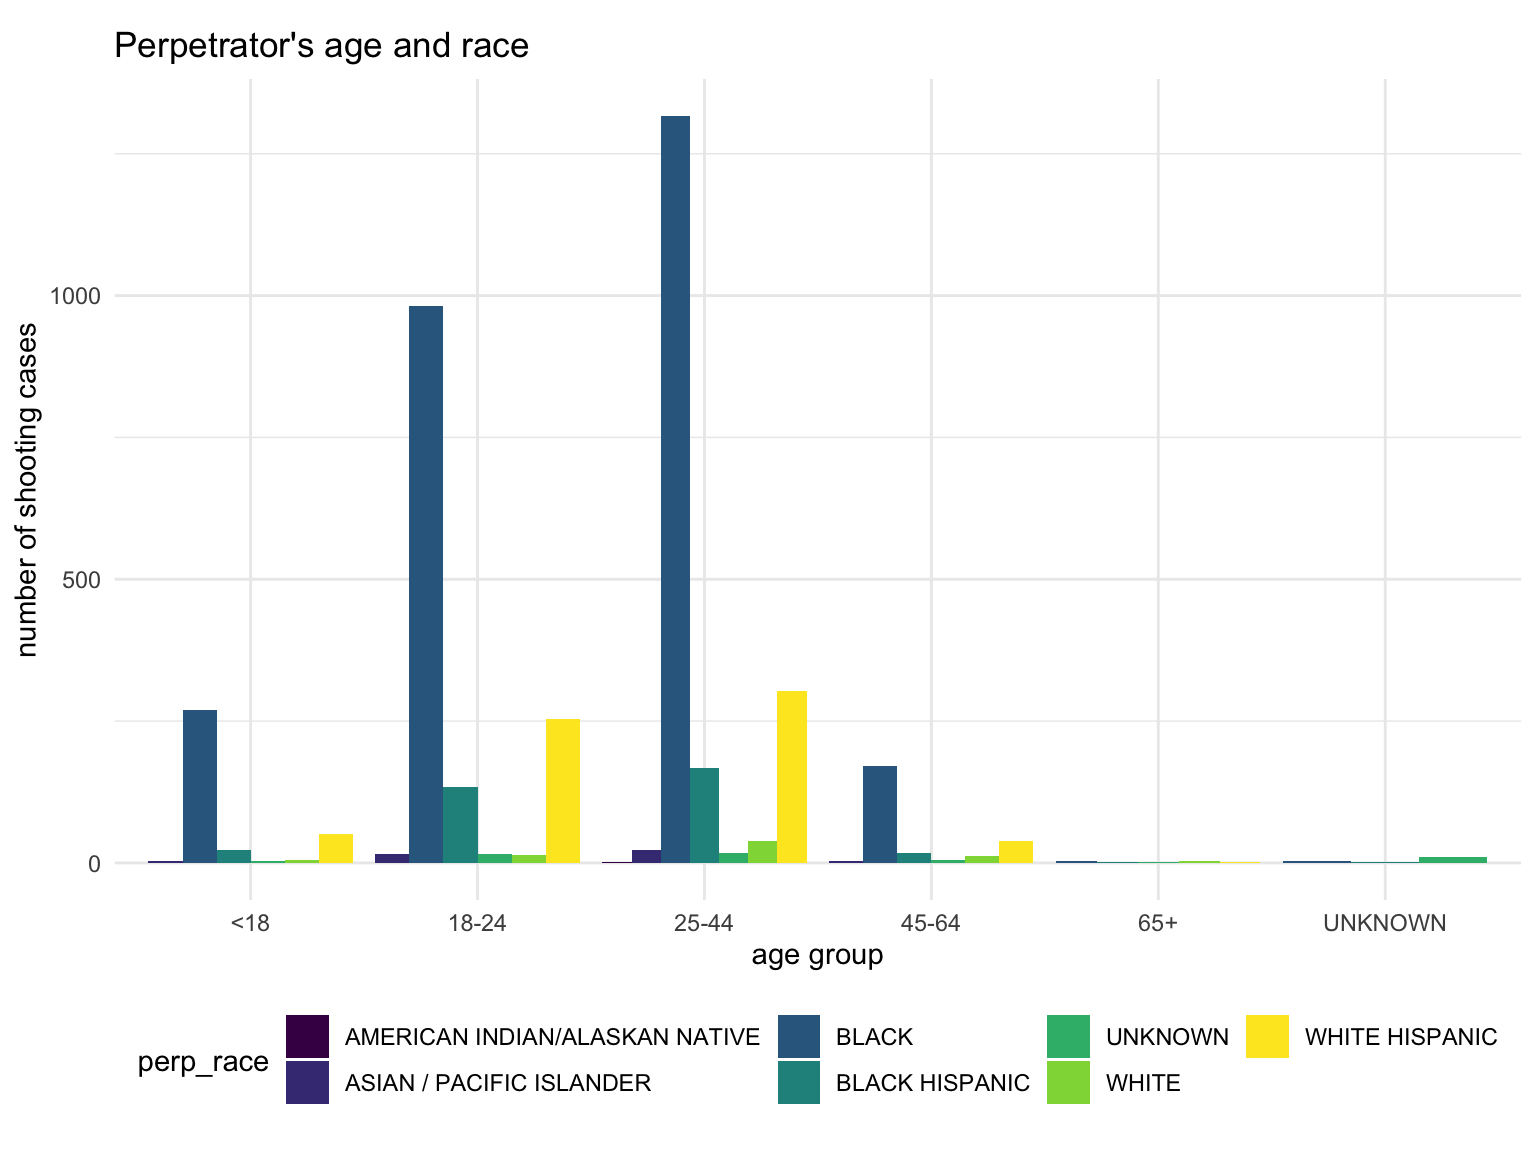 Perpetrator's age and race
number of shooting cases
1000
500
0
<18 18-24 25-44 45-64 65+ UNKNOWN
age group
perp_race
AMERICAN INDIAN/ALASKAN NATIVE BLACK UNKNOWN WHITE HISPANIC
ASIAN / PACIFIC ISLANDER BLACK HISPANIC WHITE